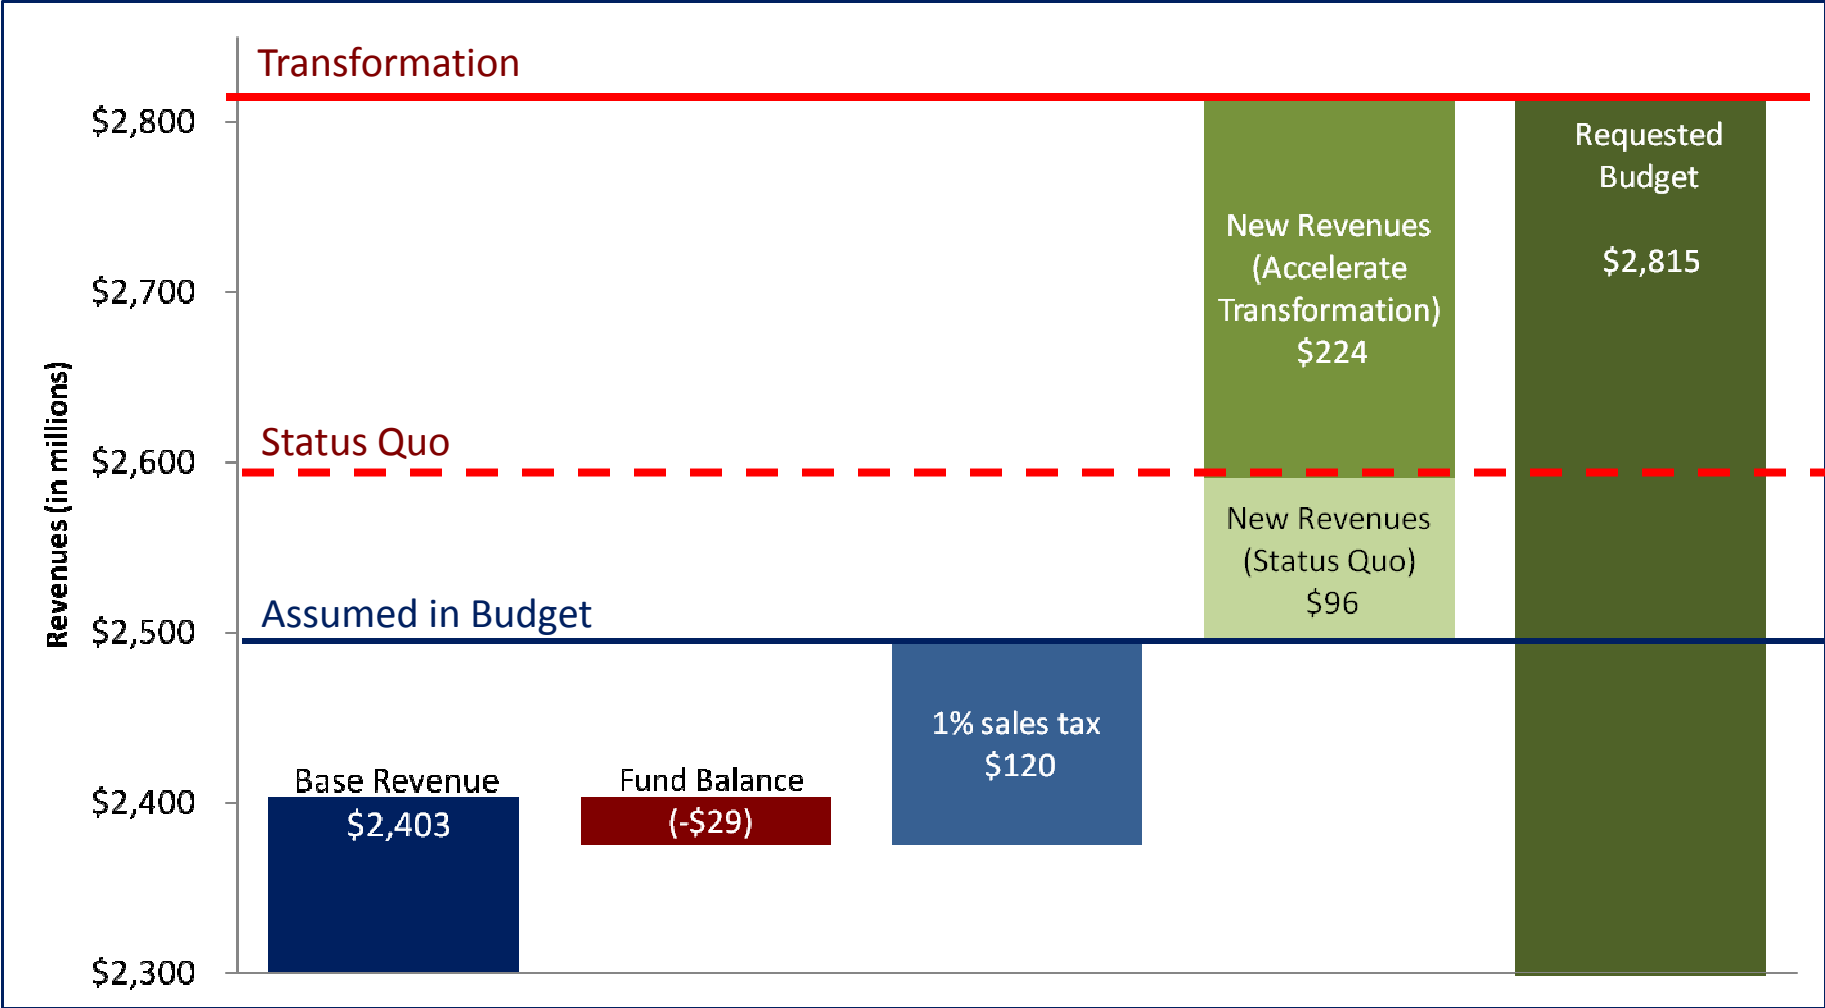 Transformation
$2,800
Requested
Budget
$2,815
New Revenues
(Accelerate
Transformation)
$224
$2,700
Revenues (in millions)
Status Quo
$2,600
New Revenues
(Status Quo)
$96
Assumed in Budget
$2,500
1% sales tax
$120
Base Revenue
$2,403
Fund Balance
(-$29)
$2,400
$2,300